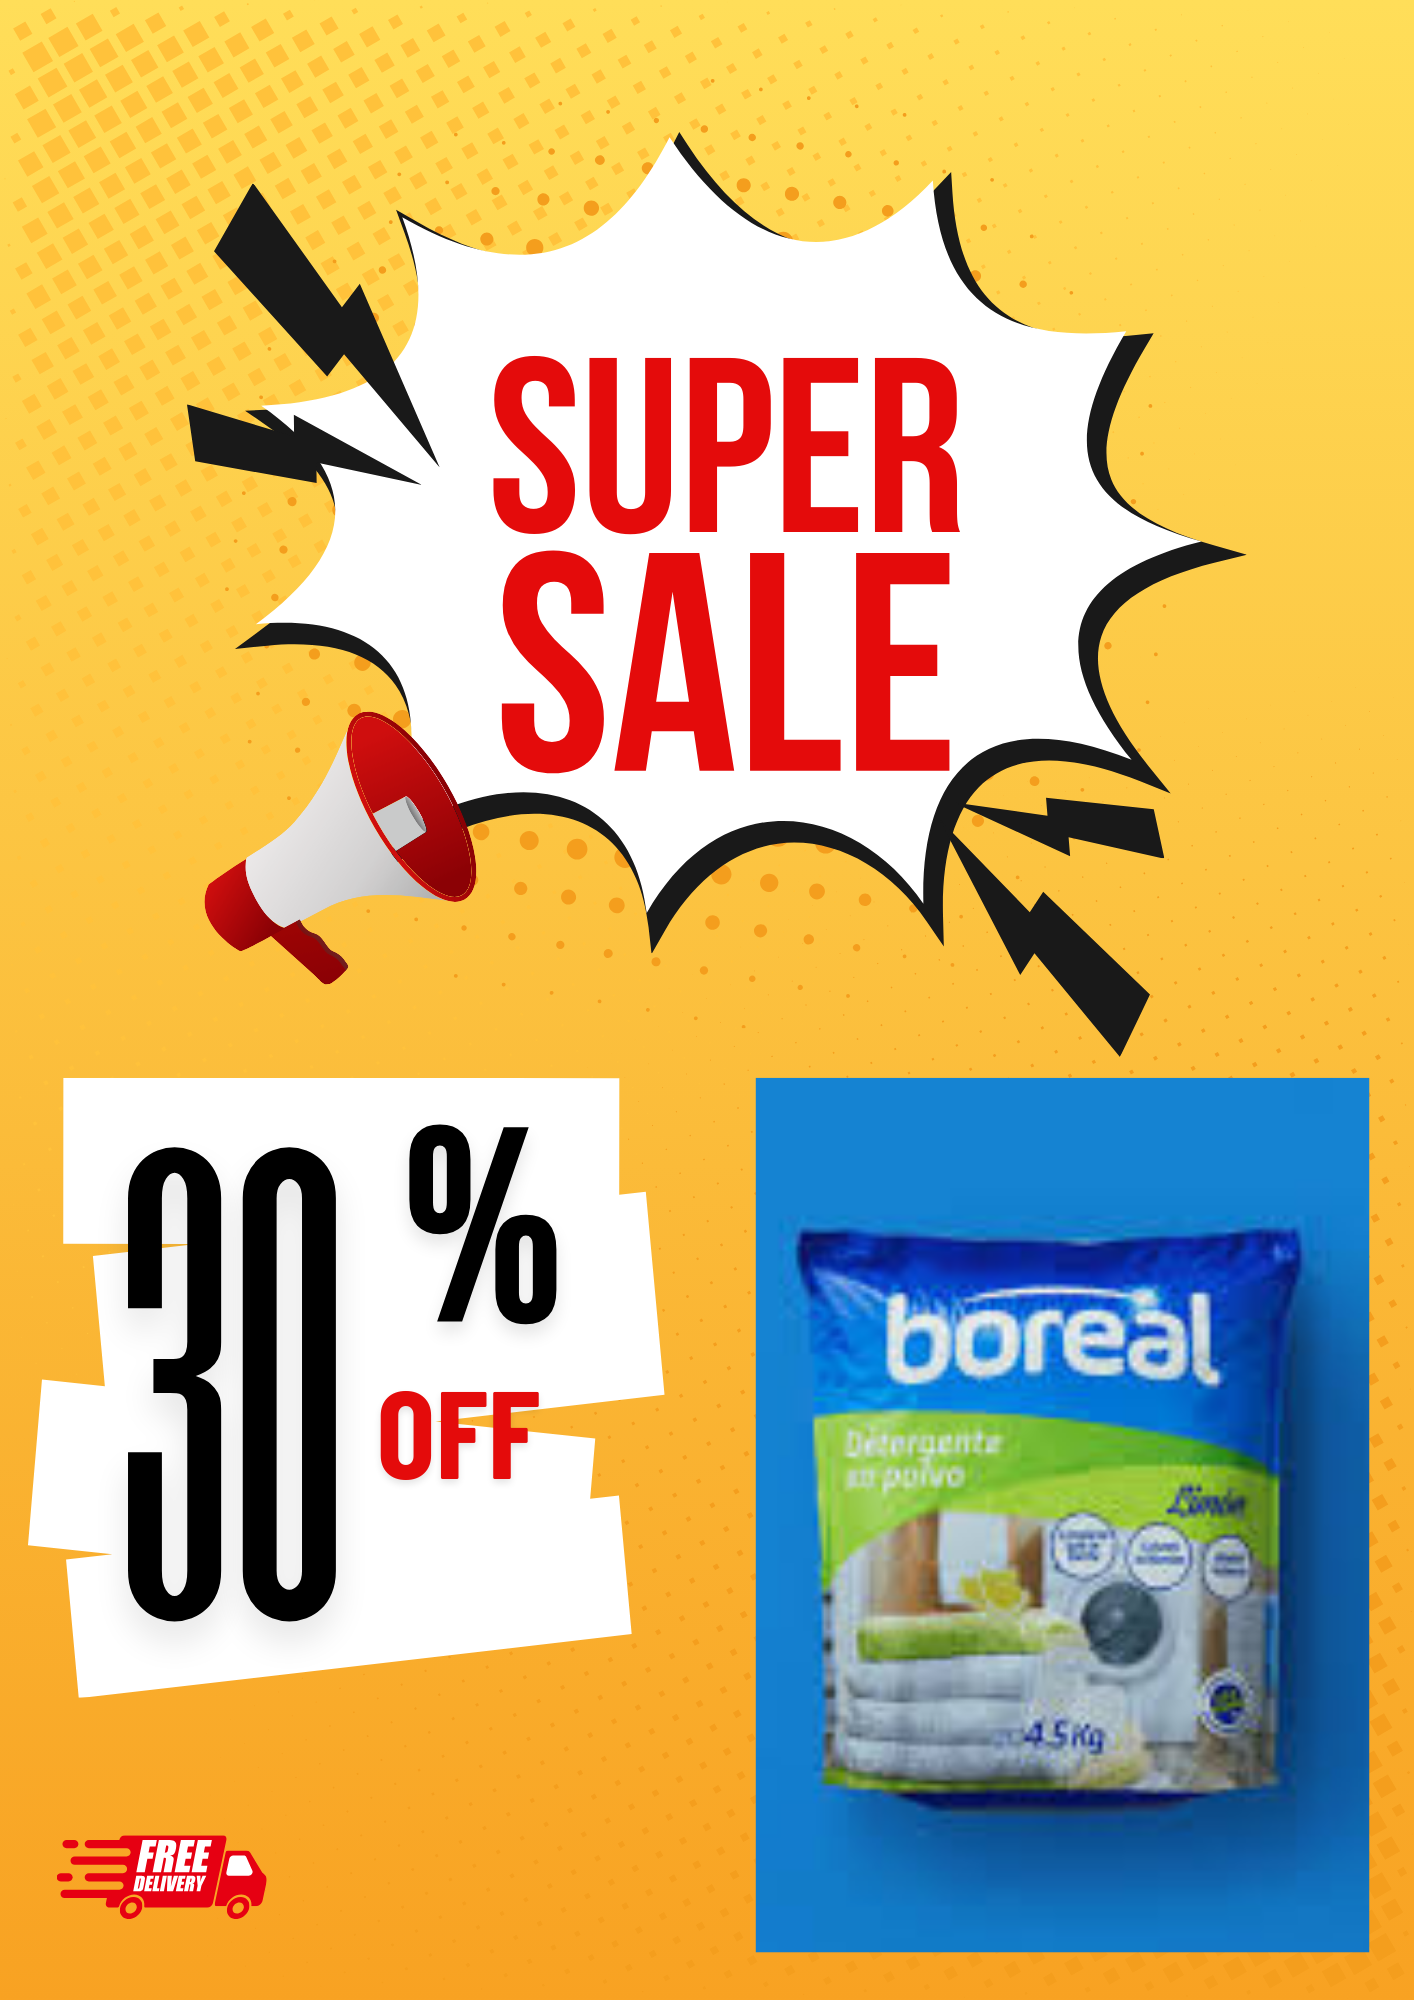 SUPER
SALE
30%
OFF
boreal
Detergente
en polvo
Limón
4.5 Kg
FREE
DELIVERY